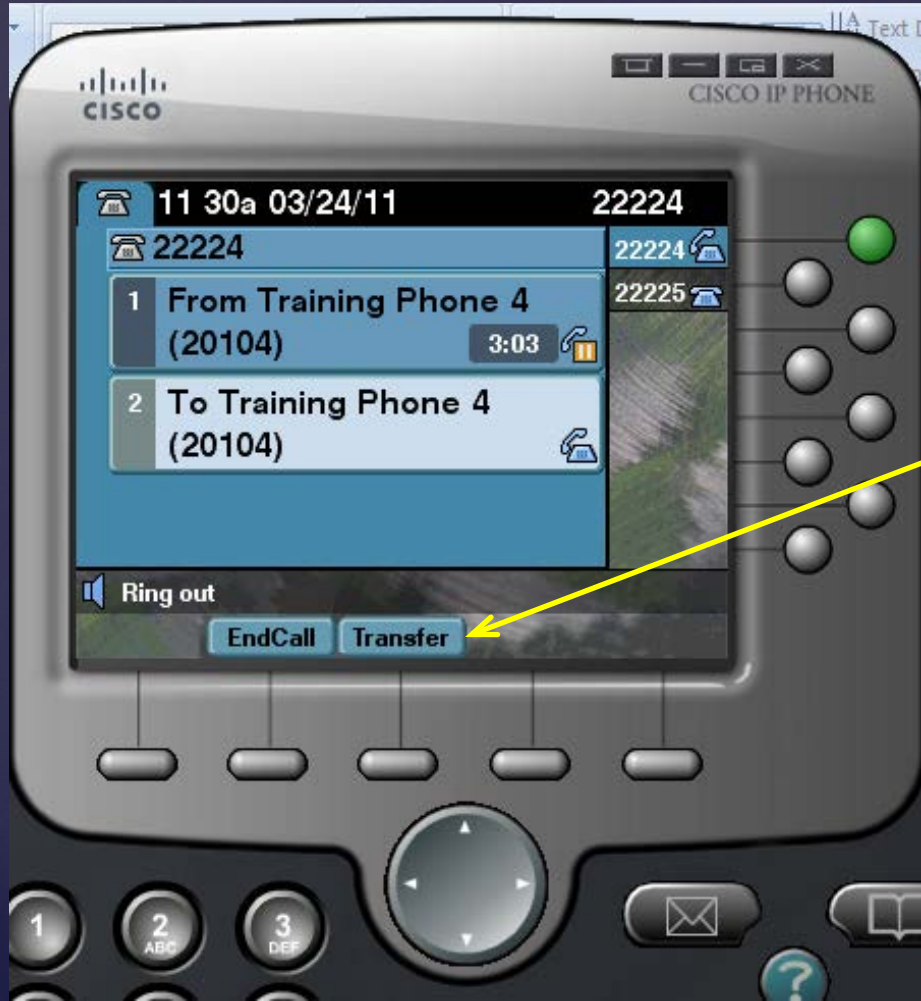 A Text D
CISCO
CISCO IP PHONE
11 30a 03/24/11 22224
22224 22224
1 From Training Phone 4
22225
(20104) 3:03
2 To Training Phone 4
(20104)
Ring out
EndCall Transfer
1
2
ABC
3
DEF
?